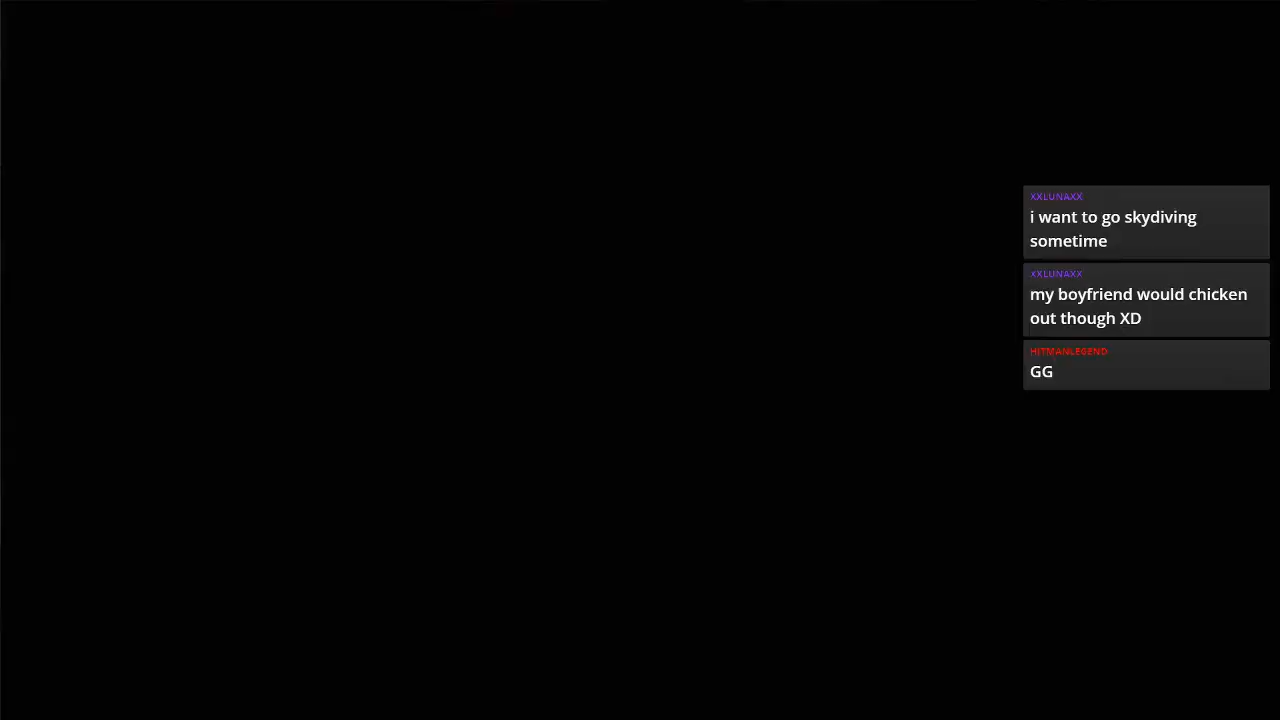 XXLUNAXX
i want to go skydiving
sometime
XXLUNAXX
my boyfriend would chicken
out though XD
HITMANLEGEND
GG